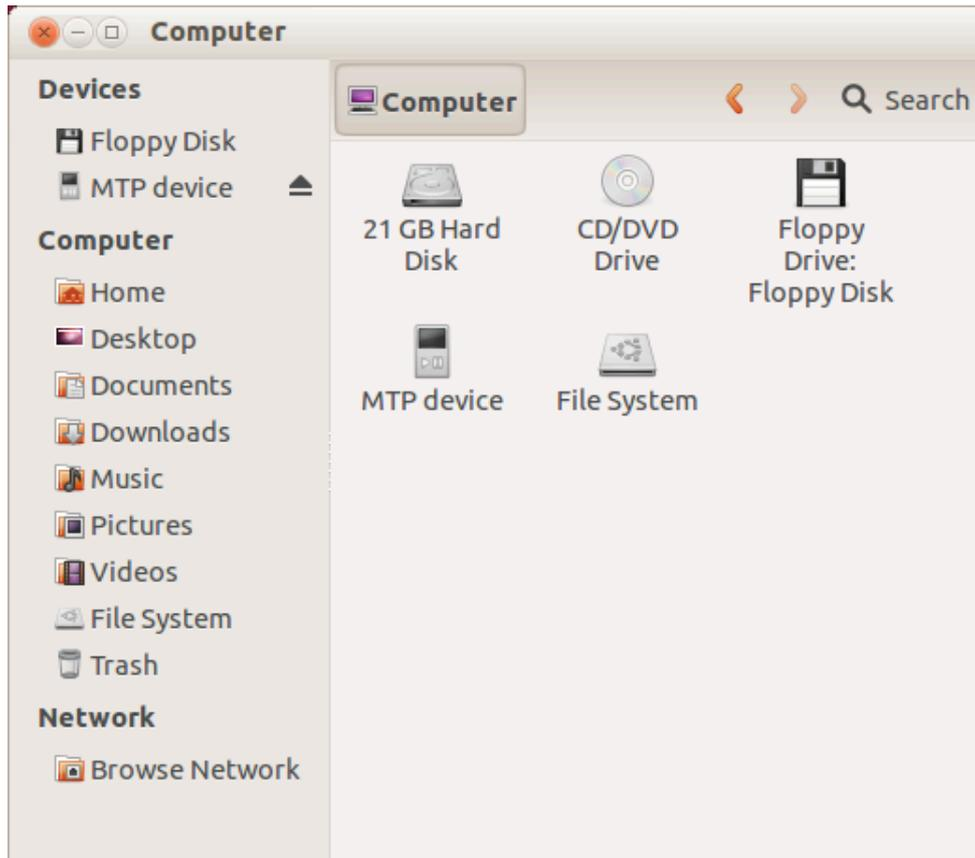 Computer
Devices
Floppy Disk
MTP device
Computer
Home
Desktop
Documents
Downloads
Music
Pictures
Videos
File System
Trash
Network
Browse Network
Computer
Search
21 GB Hard
Disk
CD/DVD
Drive
Floppy
Drive:
Floppy Disk
MTP device
File System